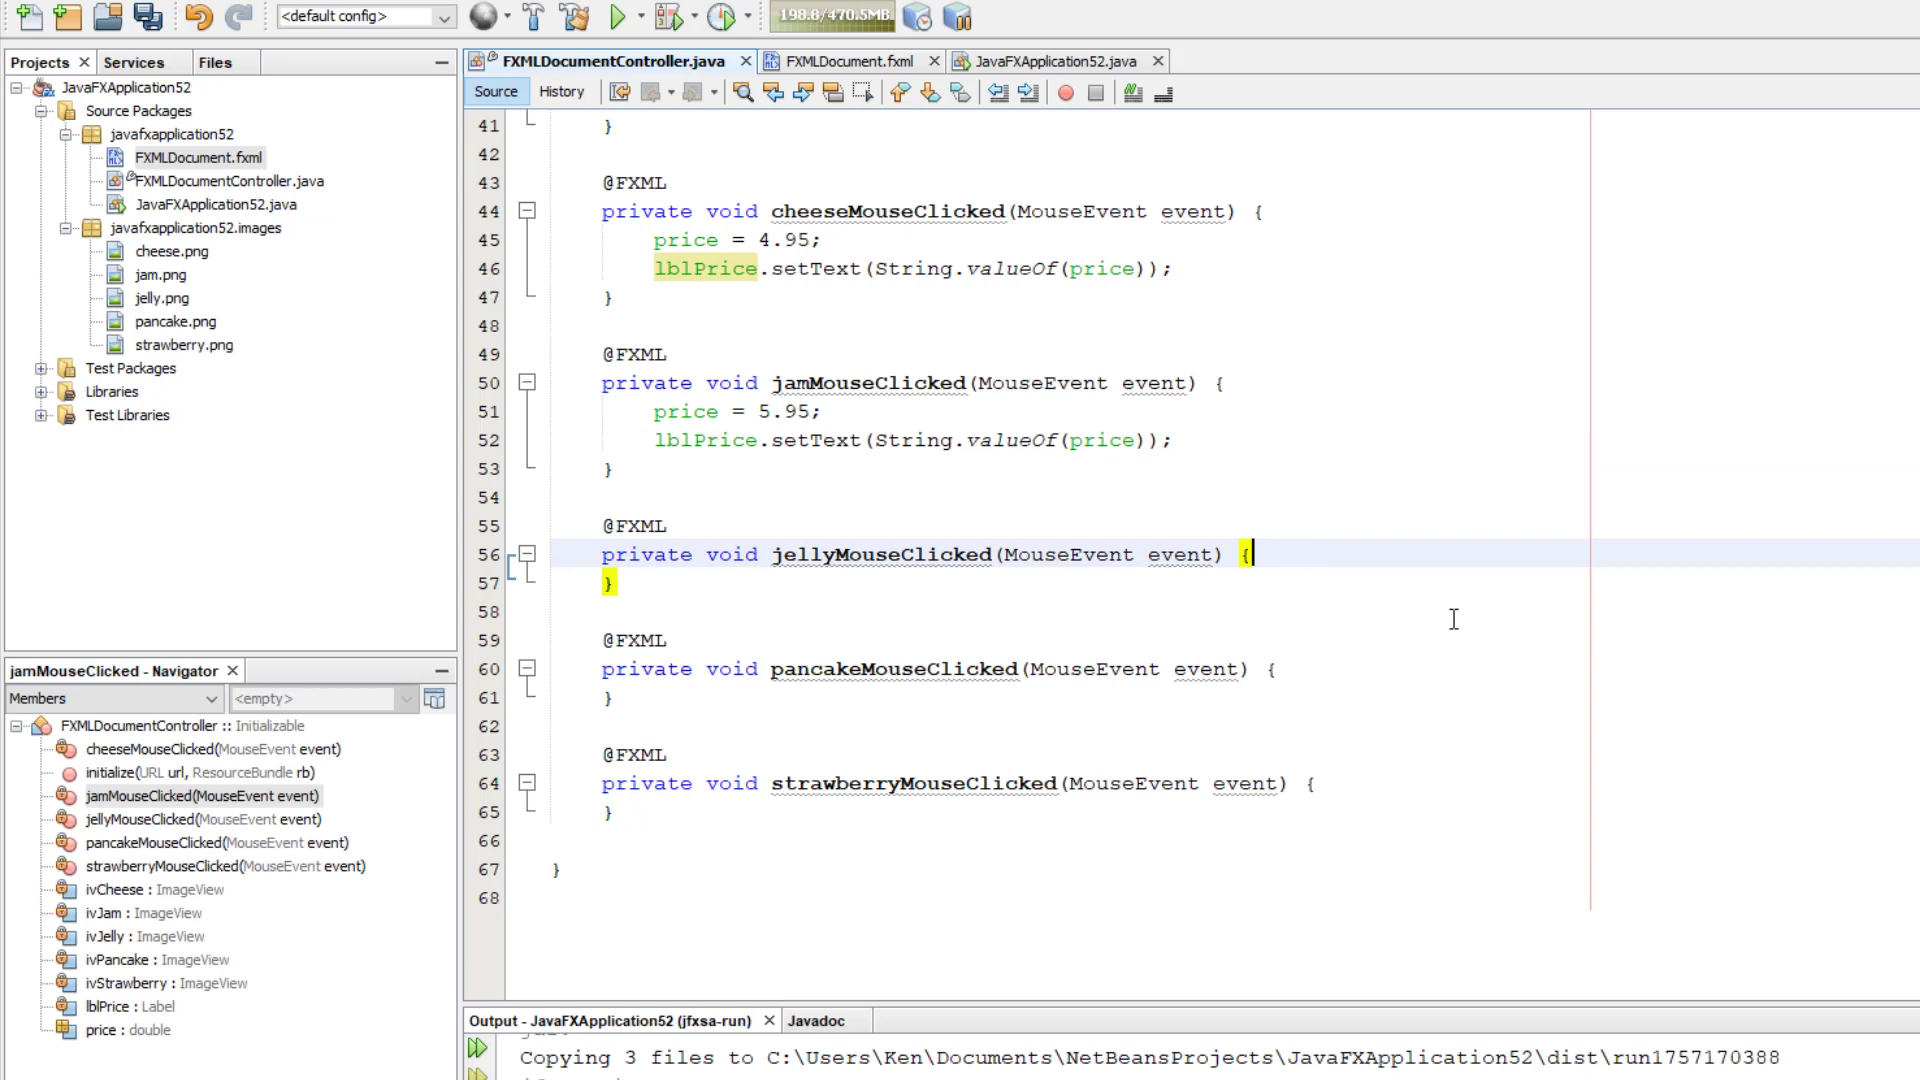 <default config>
198.8/470.5MB
Projects
Services
Files
JavaFXApplication52
Source Packages
javafxapplication52
FXMLDocument.fxml
FXMLDocumentController.java
JavaFXApplication52.java
javafxapplication52.images
cheese.png
jam.png
jelly.png
pancake.png
strawberry.png
Test Packages
Libraries
Test Libraries
jamMouseClicked - Navigator
Members
<empty>
FXMLDocumentController :: Initializable
cheeseMouseClicked(MouseEvent event)
initialize(URL url, ResourceBundle rb)
jamMouseClicked(MouseEvent event)
jellyMouseClicked(MouseEvent event)
pancakeMouseClicked(MouseEvent event)
strawberryMouseClicked(MouseEvent event)
ivCheese : ImageView
ivJam : ImageView
ivJelly : ImageView
ivPancake : ImageView
ivStrawberry : ImageView
lblPrice : Label
price : double
FXMLDocumentController.java
FXMLDocument.fxml
JavaFXApplication52.java
Source
History
41 }
42
43 @FXML
44 private void cheeseMouseClicked(MouseEvent event) {
45 price = 4.95;
46 lblPrice.setText(String.valueOf(price));
47 }
48
49 @FXML
50 private void jamMouseClicked(MouseEvent event) {
51 price = 5.95;
52 lblPrice.setText(String.valueOf(price));
53 }
54
55 @FXML
56 private void jellyMouseClicked(MouseEvent event) {
57 }
58
59 @FXML
60 private void pancakeMouseClicked(MouseEvent event) {
61 }
62
63 @FXML
64 private void strawberryMouseClicked(MouseEvent event) {
65 }
66
67 }
68
Output - JavaFXApplication52 (jfxsa-run)
Javadoc
Copying 3 files to C:\Users\Ken\Documents\NetBeansProjects\JavaFXApplication52\dist\run1757170388